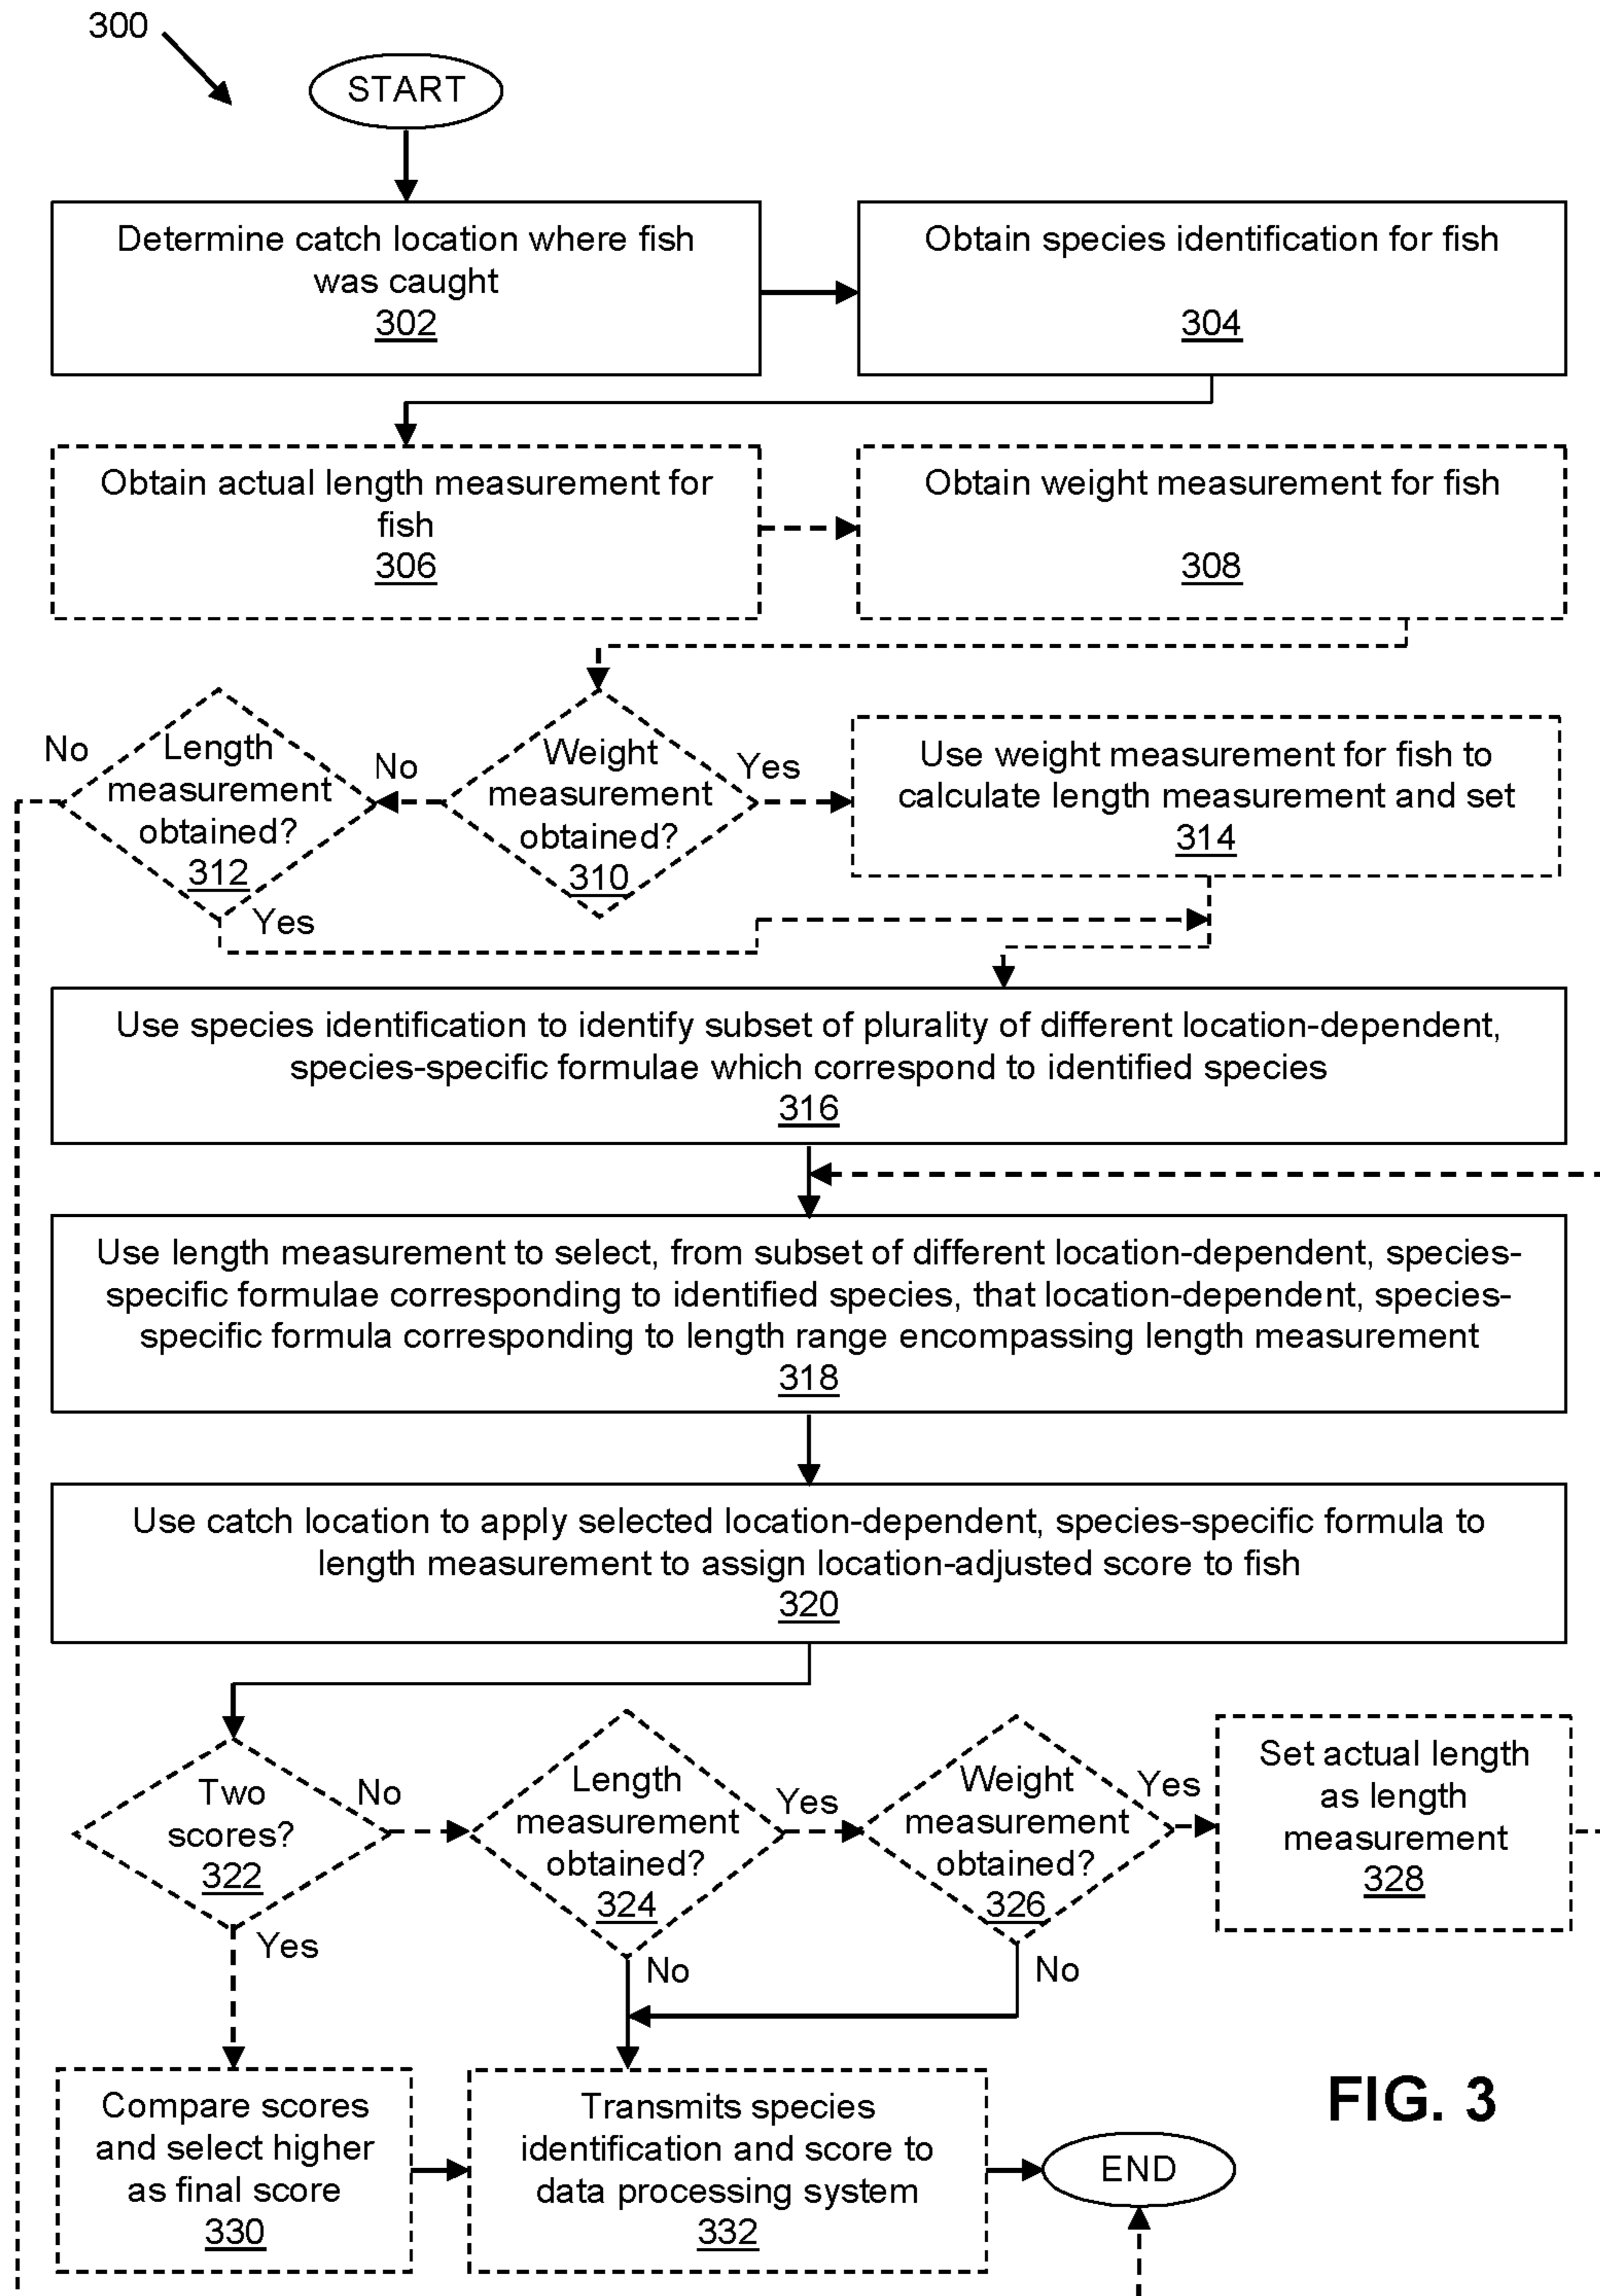 300
START
Determine catch location where fish
was caught
302
Obtain species identification for fish
304
Obtain actual length measurement for
fish
306
Obtain weight measurement for fish
308
No
Length
measurement
obtained?
312
Yes
No
Weight
measurement
obtained?
310
Yes
Use weight measurement for fish to
calculate length measurement and set
314
Use species identification to identify subset of plurality of different location-dependent,
species-specific formulae which correspond to identified species
316
Use length measurement to select, from subset of different location-dependent, species-
specific formulae corresponding to identified species, that location-dependent, species-
specific formula corresponding to length range encompassing length measurement
318
Use catch location to apply selected location-dependent, species-specific formula to
length measurement to assign location-adjusted score to fish
320
Two
scores?
322
No
Yes
Length
measurement
obtained?
324
Yes
No
Weight
measurement
obtained?
326
Yes
No
Set actual length
as length
measurement
328
Compare scores
and select higher
as final score
330
Transmits species
identification and score to
data processing system
332
END
FIG. 3